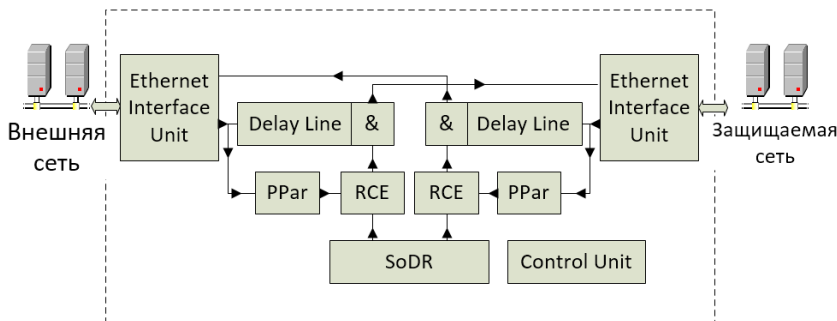 Ethernet
Interface
Unit
Ethernet
Interface
Unit
Внешняя
сеть
Delay Line
&
&
Delay Line
Защищаемая
сеть
PPar
RCE
RCE
PPar
SoDR
Control Unit